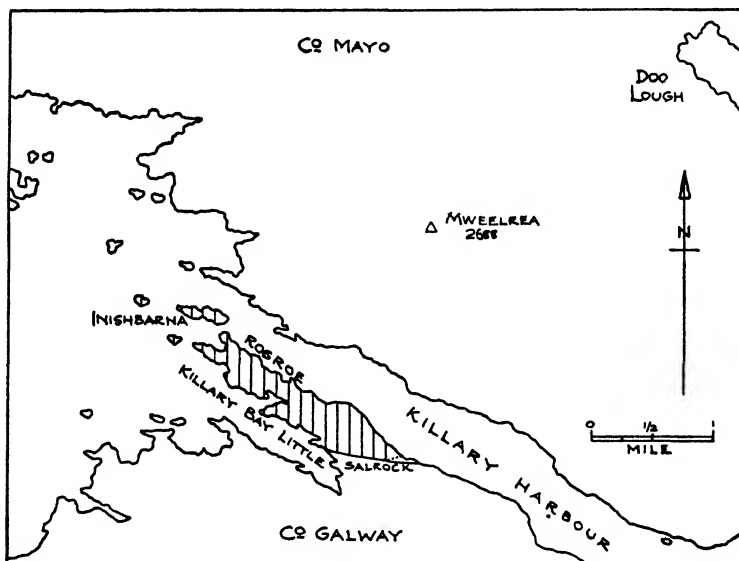 Co MAYO
DOO
LOUGH
MWEELREA
2688
N
INISHBARNA
ROSROE
KILLARY BAY LITTLE
KILLARY HARBOUR
SALROCK
0 1/2 1
MILE
Co GALWAY